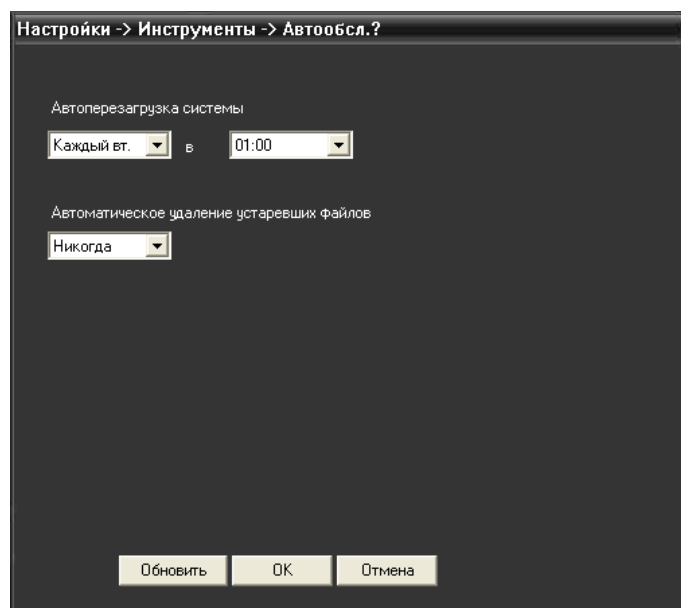 Настройки -> Инструменты -> Автообсл.?
Автоперезагрузка системы
Каждый вт. в 01:00
Автоматическое удаление устаревших файлов
Никогда
Обновить OK Отмена